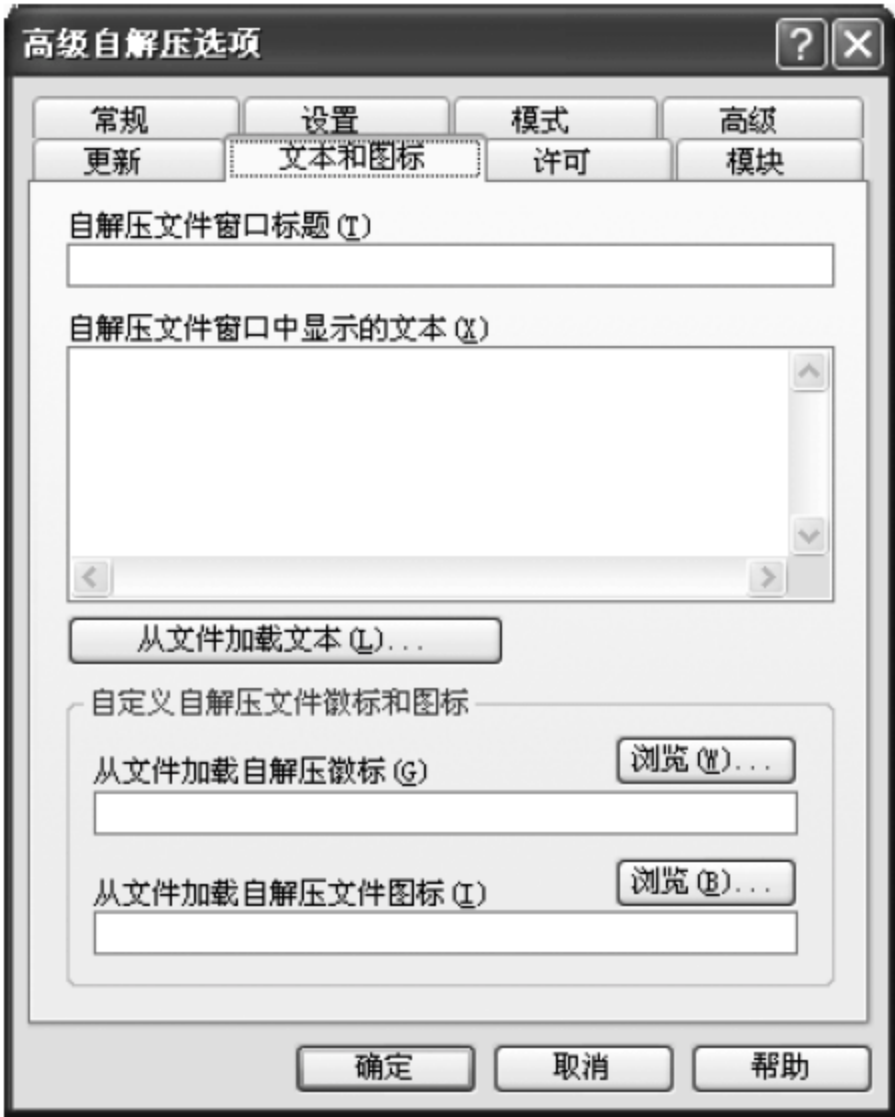 高级自解压选项
常规 设置 模式 高级
更新 文本和图标 许可 模块
自解压文件窗口标题(T)
自解压文件窗口中显示的文本(X)
从文件加载文本(L)...
自定义自解压文件徽标和图标
从文件加载自解压徽标(G) 浏览(W)...
从文件加载自解压文件图标(I) 浏览(B)...
确定 取消 帮助